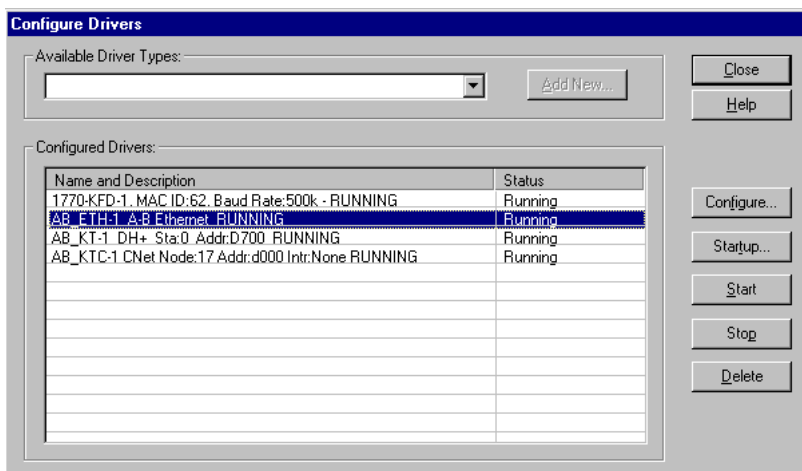 Configure Drivers
Available Driver Types:
Add New...
Close
Help
Configured Drivers:
Name and Description Status
1770-KFD-1. MAC ID:62. Baud Rate:500k - RUNNING Running
AB_ETH-1 A-B Ethernet RUNNING Running
AB_KT-1 DH+ Sta:0 Addr:D700 RUNNING Running
AB_KTC-1 CNet Node:17 Addr:d000 Intr:None RUNNING Running
Configure...
Startup...
Start
Stop
Delete